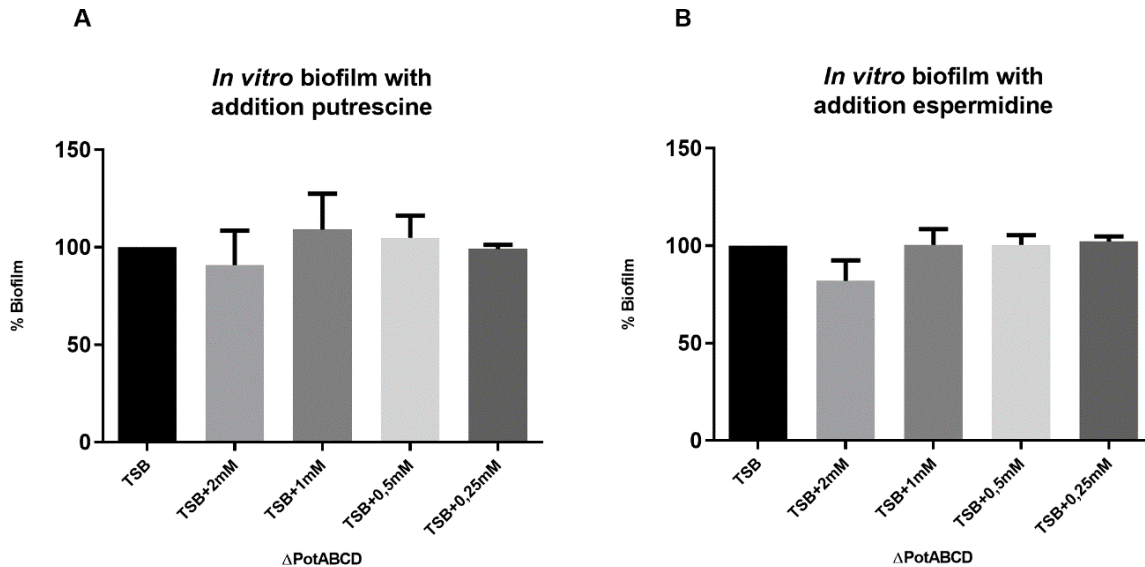 A
In vitro biofilm with
addition putrescine
150
100
50
0
% Biofilm
TSB
TSB+2mM
TSB+1mM
TSB+0,5mM
TSB+0,25mM
ΔPotABCD
B
In vitro biofilm with
addition espermidine
150
100
50
0
% Biofilm
TSB
TSB+2mM
TSB+1mM
TSB+0,5mM
TSB+0,25mM
ΔPotABCD